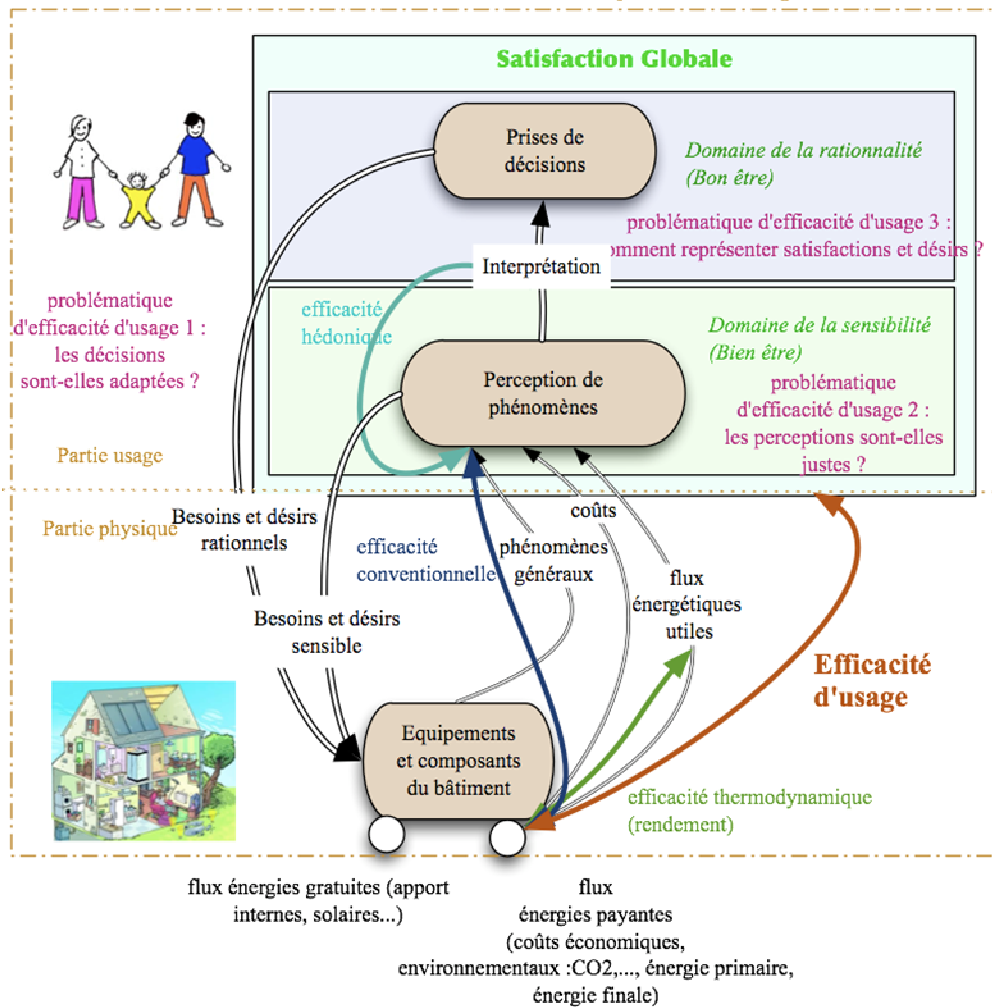 Satisfaction Globale
Prises de
décisions
Domaine de la rationnalité
(Bon être)
problématique d'efficacité d'usage 3 :
omment représenter satisfactions et désirs ?
Interprétation
efficacité
hédonique
problématique
d'efficacité d'usage 1 :
les décisions
sont-elles adaptées ?
Domaine de la sensibilité
(Bien être)
Perception de
phénomènes
problématique
d'efficacité d'usage 2 :
les perceptions sont-elles
justes ?
Partie usage
Partie physique
Besoins et désirs
rationnels
efficacité
conventionnelle
phénomènes
généraux
coûts
flux
énergétiques
utiles
Besoins et désirs
sensible
Efficacité
d'usage
Equipements
et composants
du bâtiment
efficacité thermodynamique
(rendement)
flux énergies gratuites (apport
internes, solaires...)
flux
énergies payantes
(coûts économiques,
environnementaux :CO2,..., énergie primaire,
énergie finale)